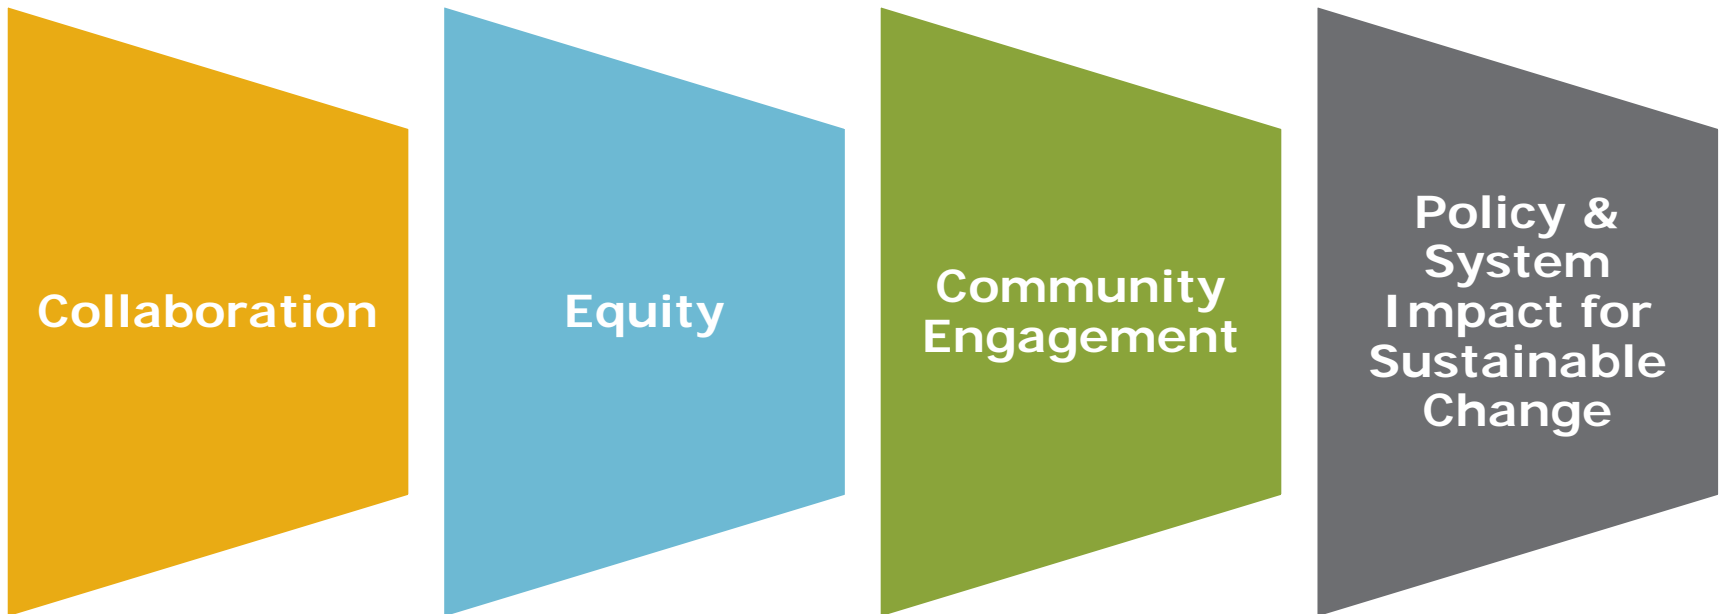 Collaboration
Equity
Community
Engagement
Policy &
System
Impact for
Sustainable
Change